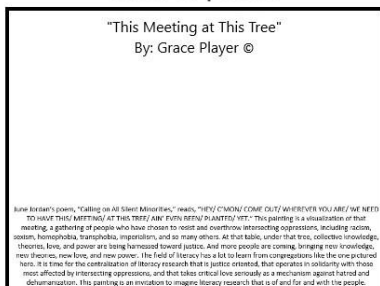 "This Meeting at This Tree"
By: Grace Player ©
June Jordan's poem, "Calling on All Silent Minorities," reads, "HEY/ C'MON/ COME OUT/ WHEREVER YOU ARE/ WE NEED
TO HAVE THIS/ MEETING/ AT THIS TREE/ AIN' EVEN BEEN/ PLANTED/ YET." This painting is a visualization of that
meeting, a gathering of people who have chosen to resist and overthrow intersecting oppressions, including racism,
sexism, homophobia, transphobia, imperialism, and so many others. At that table, under that tree, collective knowledge,
theories, love, and power are being harnessed toward justice. And more people are coming, bringing new knowledge,
new theories, new love, and new power. The field of literacy has a lot to learn from congregations like the one pictured
here. It is time for the centralization of literacy research that is justice oriented, that operates in solidarity with those
most affected by intersecting oppressions, and that takes critical love seriously as a mechanism against hatred and
dehumanization. This painting is an invitation to imagine literacy research that is of and for and with the people.